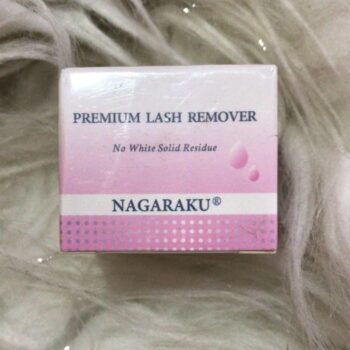 PREMIUM LASH REMOVER
No White Solid Residue
NAGARAKU®